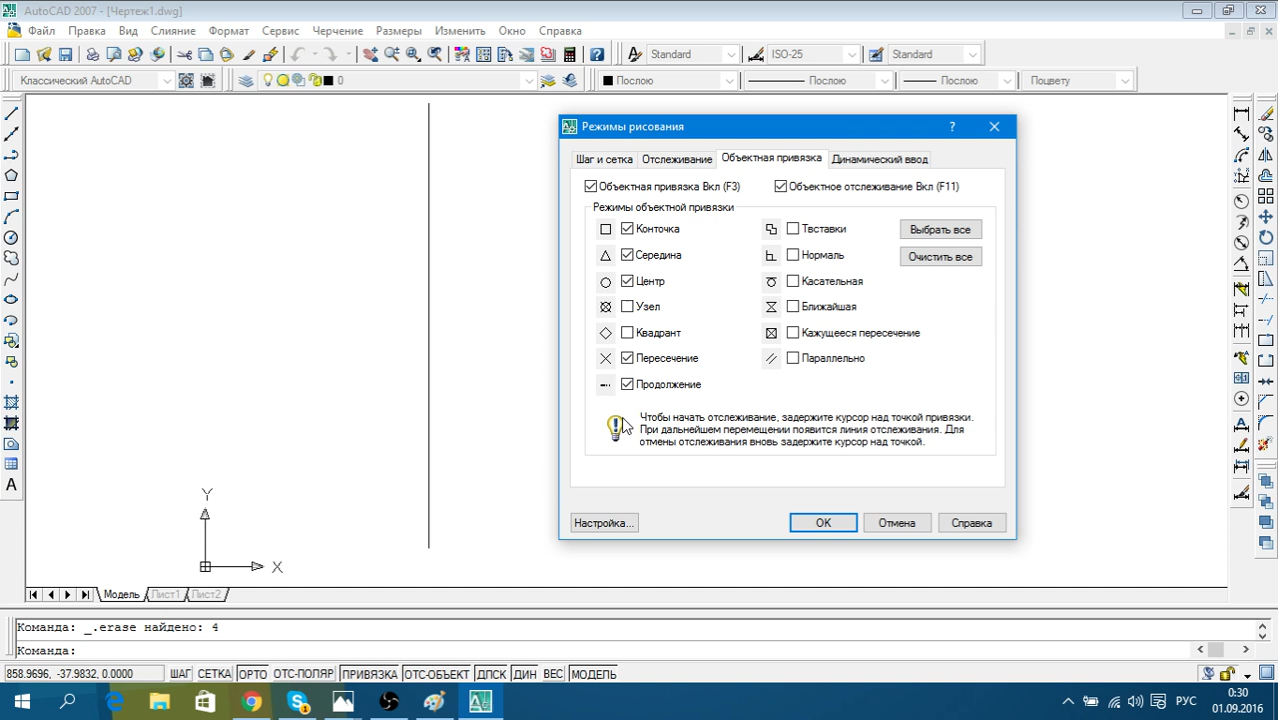 AutoCAD 2007 - [Чертеж1.dwg]
Файл Правка Вид Слияние Формат Сервис Черчение Размеры Изменить Окно Справка
Standard ISO-25 Standard
Классический AutoCAD 0 Послою Послою Послою Поцвету
Режимы рисования
Шаг и сетка Отслеживание Объектная привязка Динамический ввод
Объектная привязка Вкл (F3) Объектное отслеживание Вкл (F11)
Режимы объектной привязки
Конточка Твставки Выбрать все
Середина Нормаль Очистить все
Центр Касательная
Узел Ближайшая
Квадрант Кажущееся пересечение
Пересечение Параллельно
Продолжение
Чтобы начать отслеживание, задержите курсор над точкой привязки.
При дальнейшем перемещении появится линия отслеживания. Для
отмены отслеживания вновь задержите курсор над точкой.
Настройка... OK Отмена Справка
Y
X
Модель Лист1 Лист2
Команда: _.erase найдено: 4
Команда:
858.9696, -37.9832, 0.0000 ШАГ СЕТКА ОРТО ОТС-ПОЛЯР ПРИВЯЗКА ОТС-ОБЪЕКТ ДПСК ДИН ВЕС МОДЕЛЬ
РУС 0:30
01.09.2016